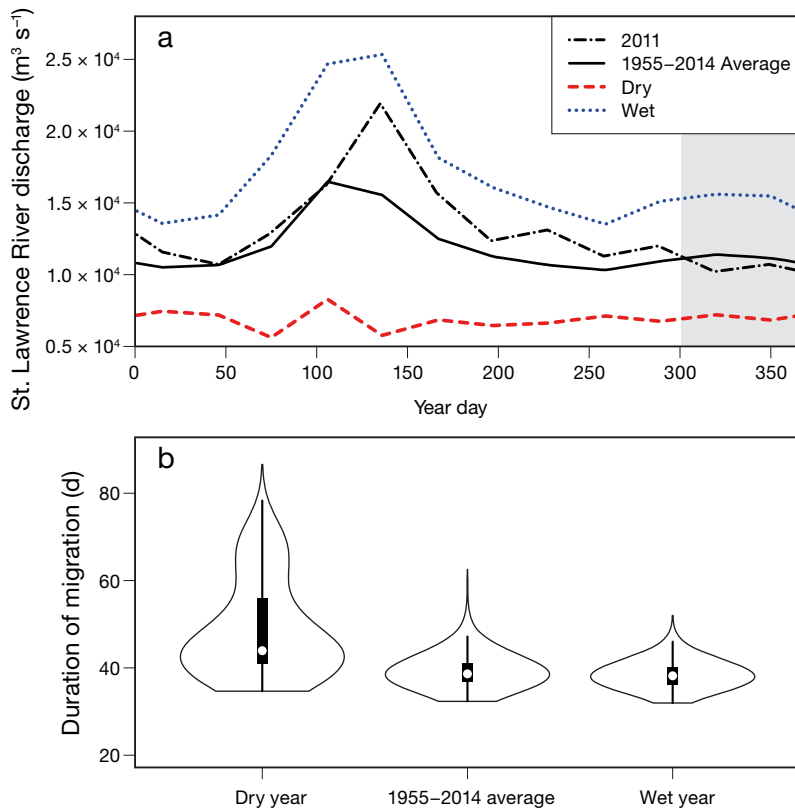 a
St. Lawrence River discharge (m³ s⁻¹)
2.5 × 10⁴
2.0 × 10⁴
1.5 × 10⁴
1.0 × 10⁴
0.5 × 10⁴
2011
1955–2014 Average
Dry
Wet
0 50 100 150 200 250 300 350
Year day
b
Duration of migration (d)
80
60
40
20
Dry year 1955–2014 average Wet year